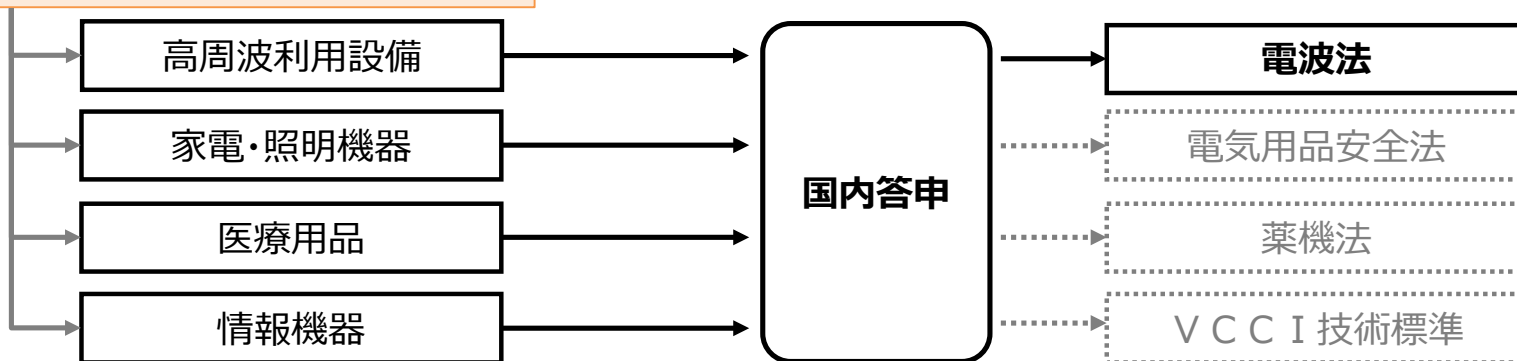 高周波利用設備
電波法
家電・照明機器
電気用品安全法
国内答申
医療用品
薬機法
情報機器
ＶＣＣＩ技術標準